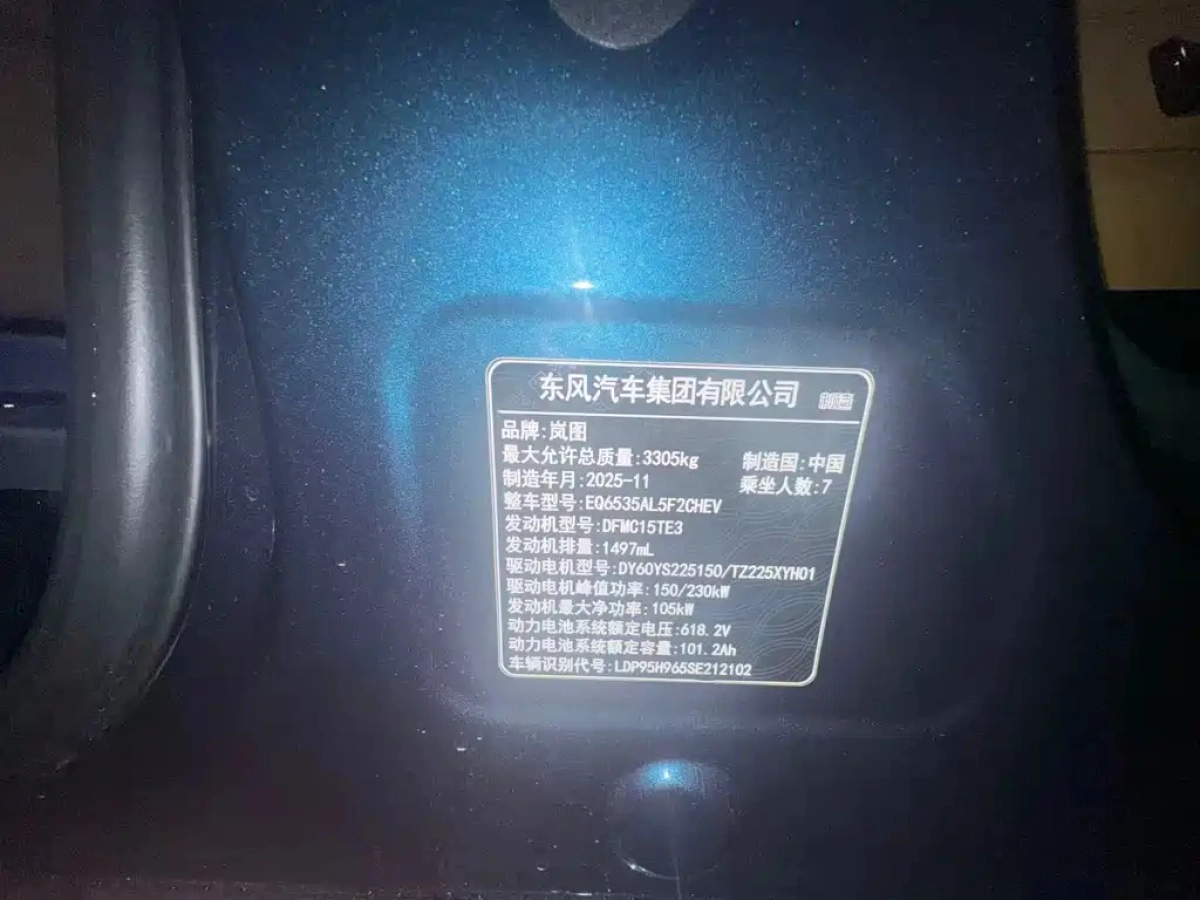 东风汽车集团有限公司
品牌:岚图
最大允许总质量:3305kg 制造国:中国
制造年月:2025-11 乘坐人数:7
整车型号:EQ6535AL5F2CHEV
发动机型号:DFMC15TE3
发动机排量:1497mL
驱动电机型号:DY60YS225150/TZ225XYH01
驱动电机峰值功率:150/230kW
发动机最大净功率:105kW
动力电池系统额定电压:618.2V
动力电池系统额定容量:101.2Ah
车辆识别代号:LDP95H965SE212102